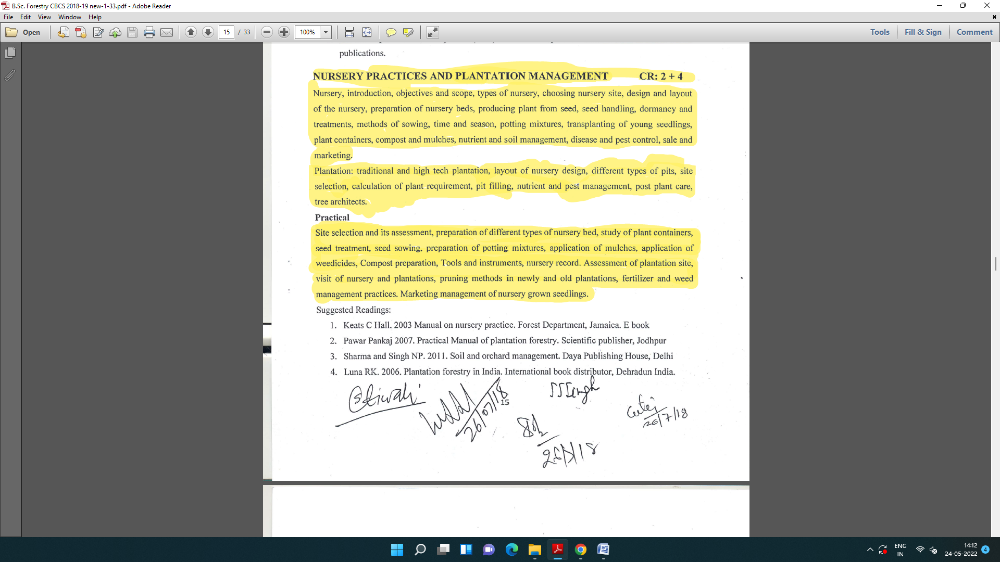 B.Sc. Forestry CBCS 2018-19 new-1-33.pdf - Adobe Reader
File Edit View Window Help
Open 15 / 33 100% Tools Fill & Sign Comment
publications.
NURSERY PRACTICES AND PLANTATION MANAGEMENT CR: 2 + 4
Nursery, introduction, objectives and scope, types of nursery, choosing nursery site, design and layout
of the nursery, preparation of nursery beds, producing plant from seed, seed handling, dormancy and
treatments, methods of sowing, time and season, potting mixtures, transplanting of young seedlings,
plant containers, compost and mulches, nutrient and soil management, disease and pest control, sale and
marketing.
Plantation: traditional and high tech plantation, layout of nursery design, different types of pits, site
selection, calculation of plant requirement, pit filling, nutrient and pest management, post plant care,
tree architects.
Practical
Site selection and its assessment, preparation of different types of nursery bed, study of plant containers,
seed treatment, seed sowing, preparation of potting mixtures, application of mulches, application of
weedicides, Compost preparation, Tools and instruments, nursery record. Assessment of plantation site,
visit of nursery and plantations, pruning methods in newly and old plantations, fertilizer and weed
management practices. Marketing management of nursery grown seedlings.
Suggested Readings:
1. Keats C Hall. 2003 Manual on nursery practice. Forest Department, Jamaica. E book
2. Pawar Pankaj 2007. Practical Manual of plantation forestry. Scientific publisher, Jodhpur
3. Sharma and Singh NP. 2011. Soil and orchard management. Daya Publishing House, Delhi
4. Luna RK. 2006. Plantation forestry in India. International book distributor, Dehradun India.
26/07/18
15
26/7/18
ENG
IN
14:12
24-05-2022
4